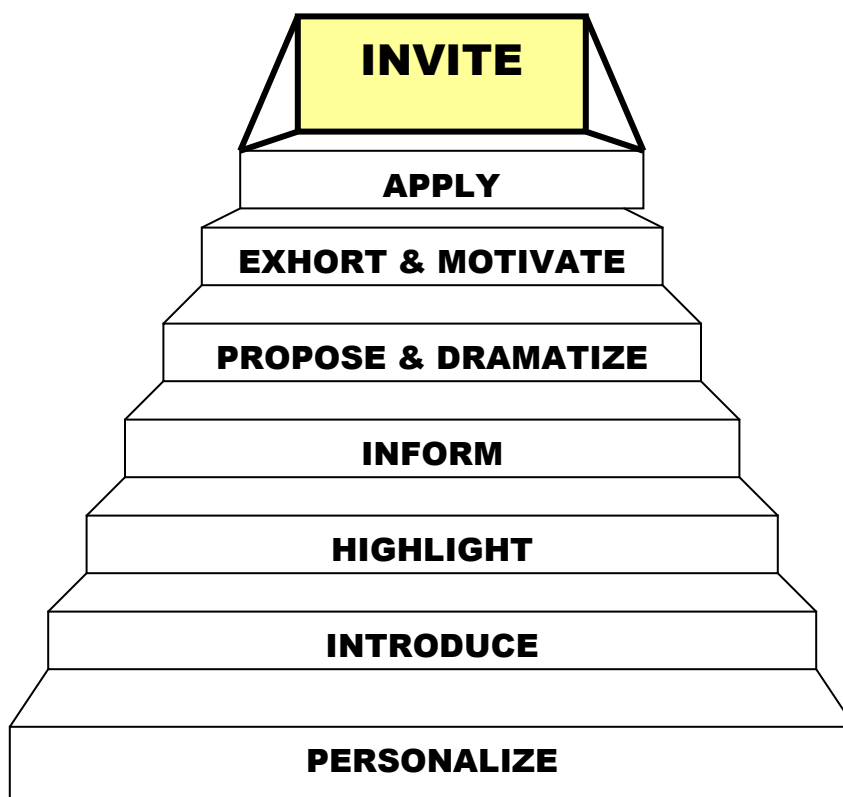 INVITE
APPLY
EXHORT & MOTIVATE
PROPOSE & DRAMATIZE
INFORM
HIGHLIGHT
INTRODUCE
PERSONALIZE